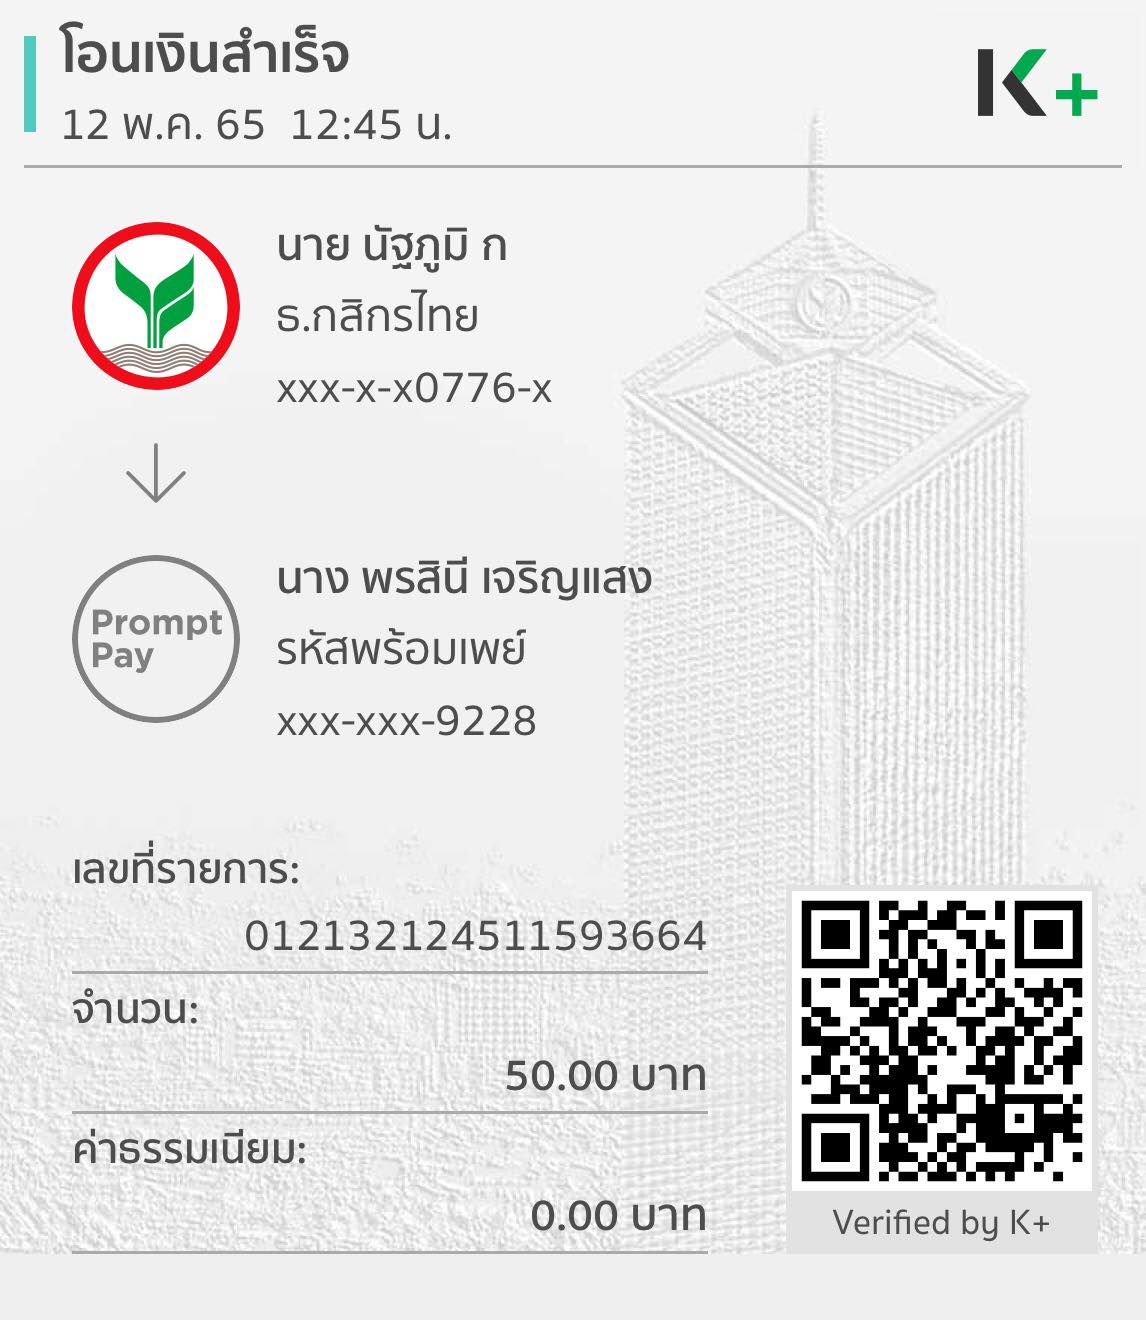 โอนเงินสำเร็จ
12 พ.ค. 65 12:45 น.
K+
นาย นัฐภูมิ ก
ธ.กสิกรไทย
xxx-x-x0776-x
นาง พรสินี เจริญแสง
Prompt
Pay
รหัสพร้อมเพย์
xxx-xxx-9228
เลขที่รายการ:
012132124511593664
จำนวน:
50.00 บาท
ค่าธรรมเนียม:
0.00 บาท
Verified by K+